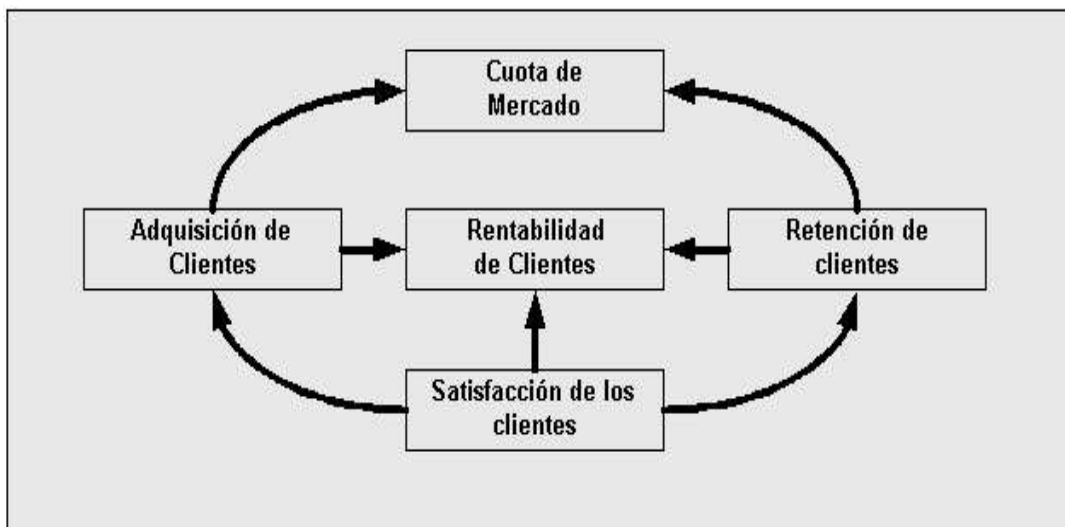 Cuota de
Mercado
Adquisición de
Clientes
Rentabilidad
de Clientes
Retención de
clientes
Satisfacción de los
clientes